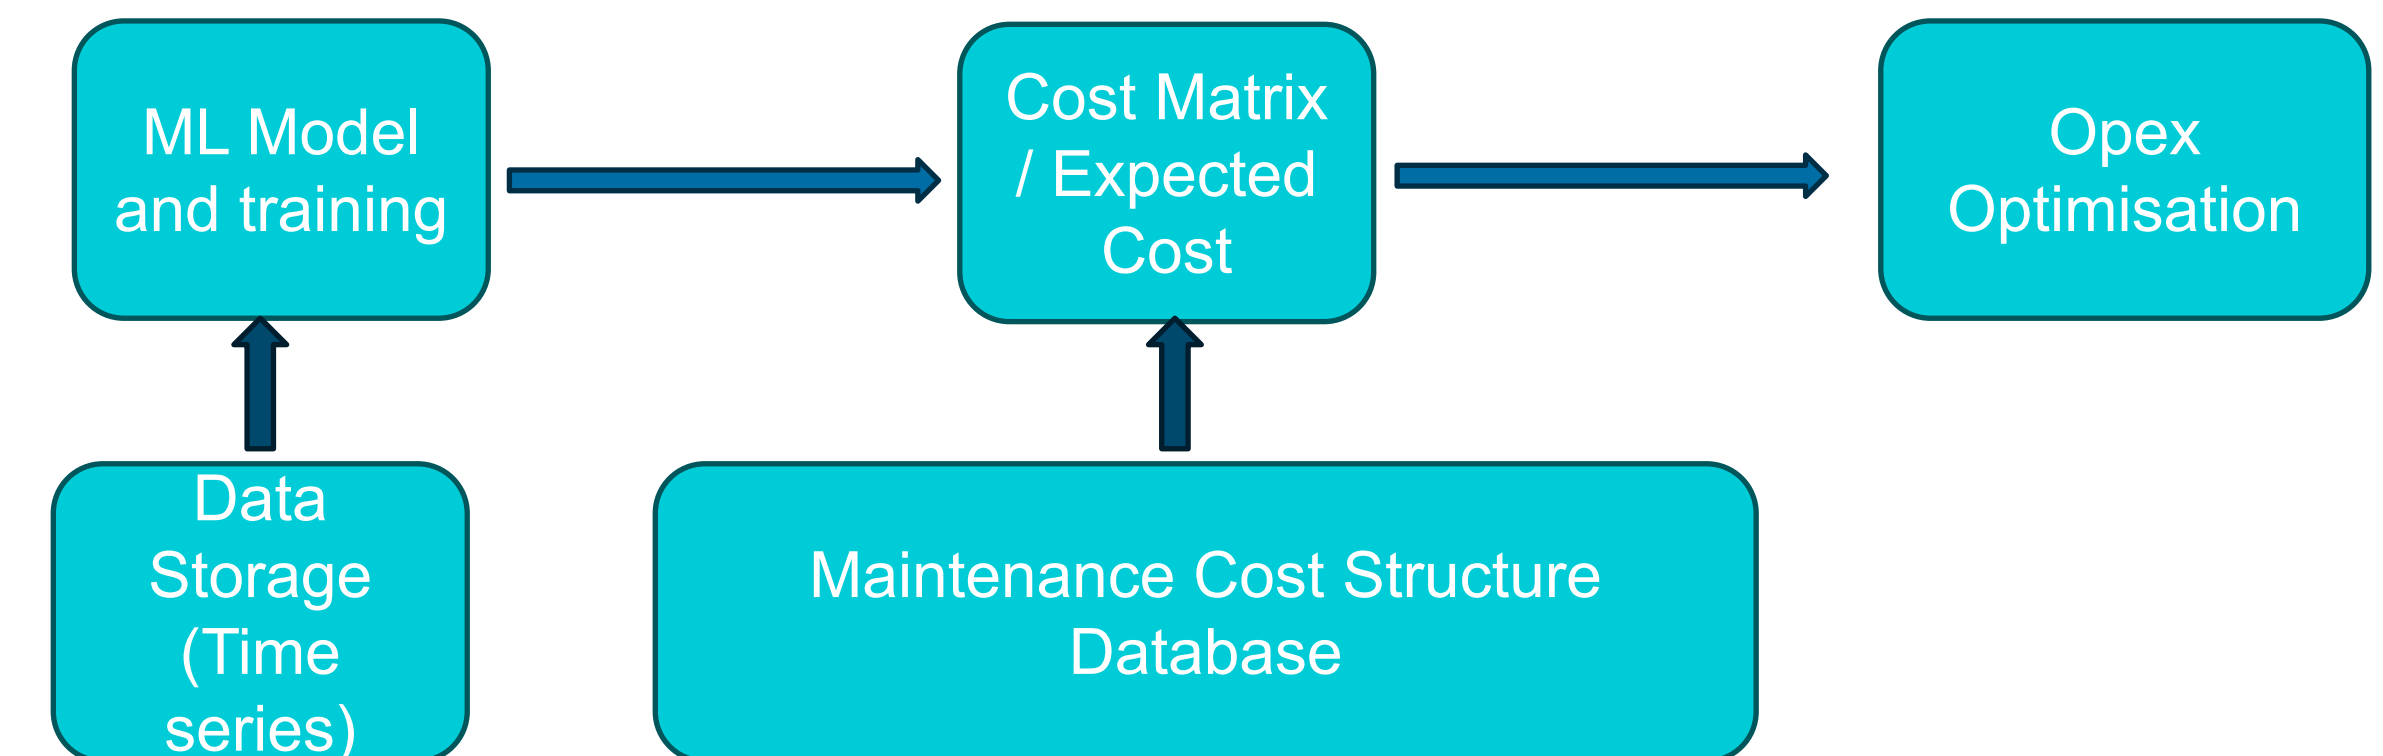 ML Model
and training
Cost Matrix
/ Expected
Cost
Opex
Optimisation
Data
Storage
(Time
series)
Maintenance Cost Structure
Database